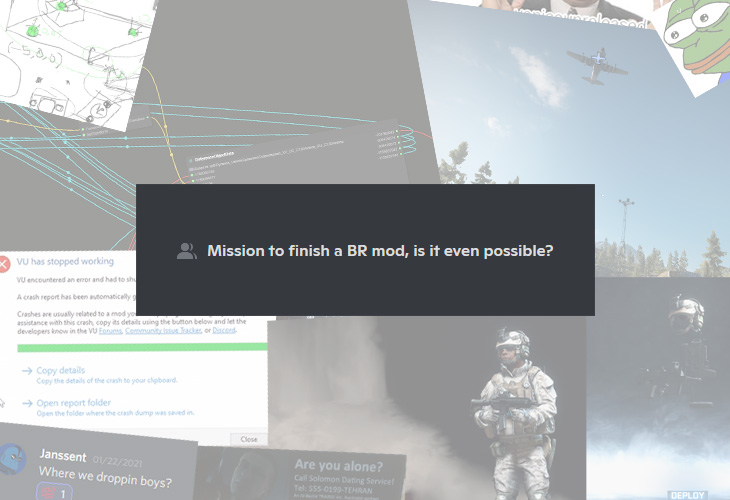 (-5,0,0)
Mission to finish a BR mod, is it even possible?
VU has stopped working
VU encountered an error and had to shu
A crash report has been automatically g
Crashes are usually related to a mod you
assistance with this crash, copy its details using the button below and let the
developers know in the VU Forums, Community Issue Tracker, or Discord.
Copy details
Copy the details of the crash to your clipboard.
Open report folder
Open the folder where the crash dump was saved in.
Close
Janssent 01/22/2021
Where we droppin boys?
1
Are you alone?
Call Solomon Dating Service!
Tel: 555-0199-TEHRAN
DEPLOY